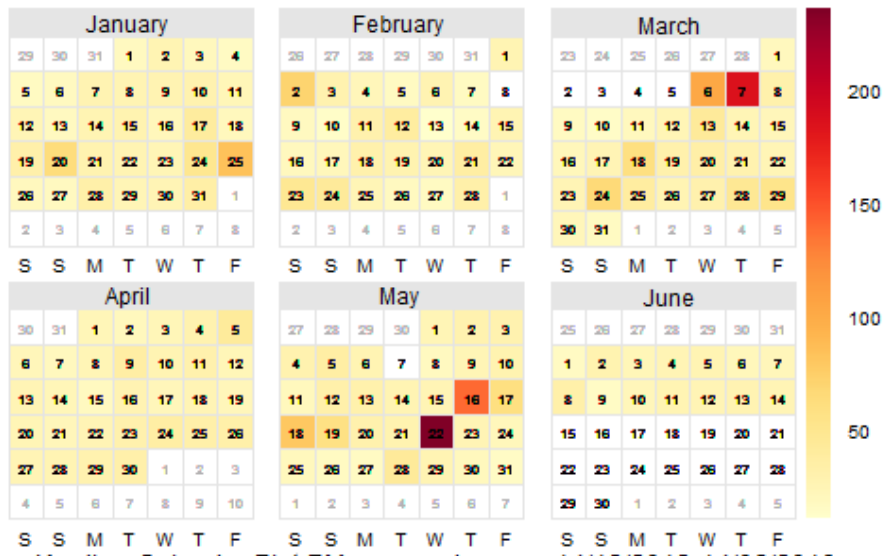 January February March
29 30 31 1 2 3 4 26 27 28 29 30 31 1 23 24 25 26 27 28 1
5 6 7 8 9 10 11 2 3 4 5 6 7 8 2 3 4 5 6 7 8 200
12 13 14 15 16 17 18 9 10 11 12 13 14 15 9 10 11 12 13 14 15
19 20 21 22 23 24 25 16 17 18 19 20 21 22 16 17 18 19 20 21 22
26 27 28 29 30 31 1 23 24 25 26 27 28 1 23 24 25 26 27 28 29 150
2 3 4 5 6 7 8 2 3 4 5 6 7 8 30 31 1 2 3 4 5
S S M T W T F S S M T W T F S S M T W T F
April May June
30 31 1 2 3 4 5 27 28 29 30 1 2 3 25 26 27 28 29 30 31 100
6 7 8 9 10 11 12 4 5 6 7 8 9 10 1 2 3 4 5 6 7
13 14 15 16 17 18 19 11 12 13 14 15 16 17 8 9 10 11 12 13 14
20 21 22 23 24 25 26 18 19 20 21 22 23 24 15 16 17 18 19 20 21 50
27 28 29 30 1 2 3 25 26 27 28 29 30 31 22 23 24 25 26 27 28
4 5 6 7 8 9 10 1 2 3 4 5 6 7 29 30 1 2 3 4 5
S S M T W T F S S M T W T F S S M T W T F